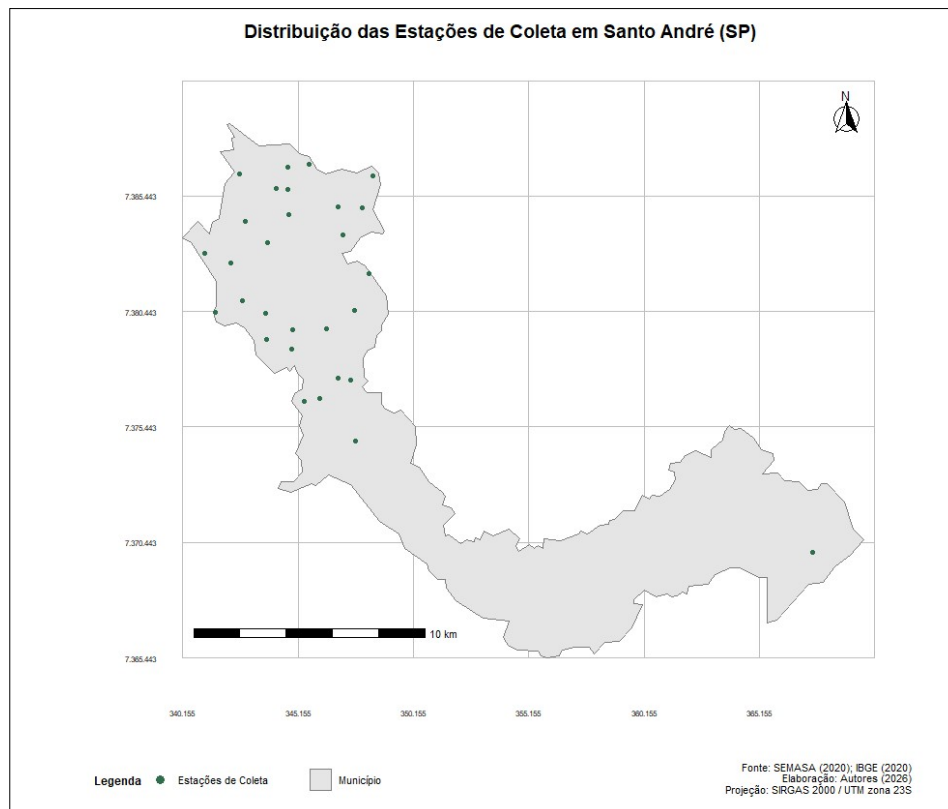 Distribuição das Estações de Coleta em Santo André (SP)
N
7.385.443
7.380.443
7.375.443
7.370.443
10 km
7.365.443
340.155 345.155 350.155 355.155 360.155 365.155
Legenda Estações de Coleta Município
Fonte: SEMASA (2020); IBGE (2020)
Elaboração: Autores (2026)
Projeção: SIRGAS 2000 / UTM zona 23S